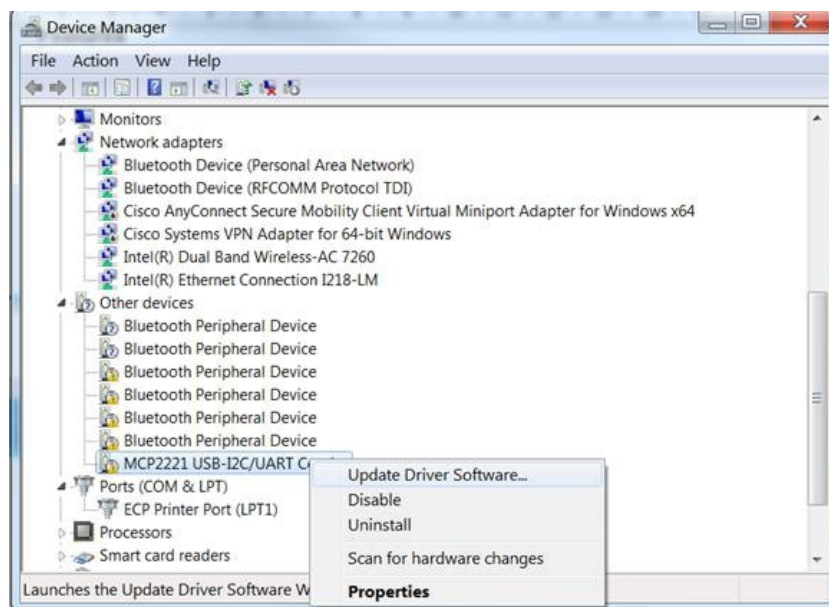 Device Manager
File Action View Help
Monitors
Network adapters
Bluetooth Device (Personal Area Network)
Bluetooth Device (RFCOMM Protocol TDI)
Cisco AnyConnect Secure Mobility Client Virtual Miniport Adapter for Windows x64
Cisco Systems VPN Adapter for 64-bit Windows
Intel(R) Dual Band Wireless-AC 7260
Intel(R) Ethernet Connection I218-LM
Other devices
Bluetooth Peripheral Device
Bluetooth Peripheral Device
Bluetooth Peripheral Device
Bluetooth Peripheral Device
Bluetooth Peripheral Device
Bluetooth Peripheral Device
MCP2221 USB-I2C/UART
Ports (COM & LPT)
ECP Printer Port (LPT1)
Processors
Smart card readers
Launches the Update Driver Software
Update Driver Software...
Disable
Uninstall
Scan for hardware changes
Properties